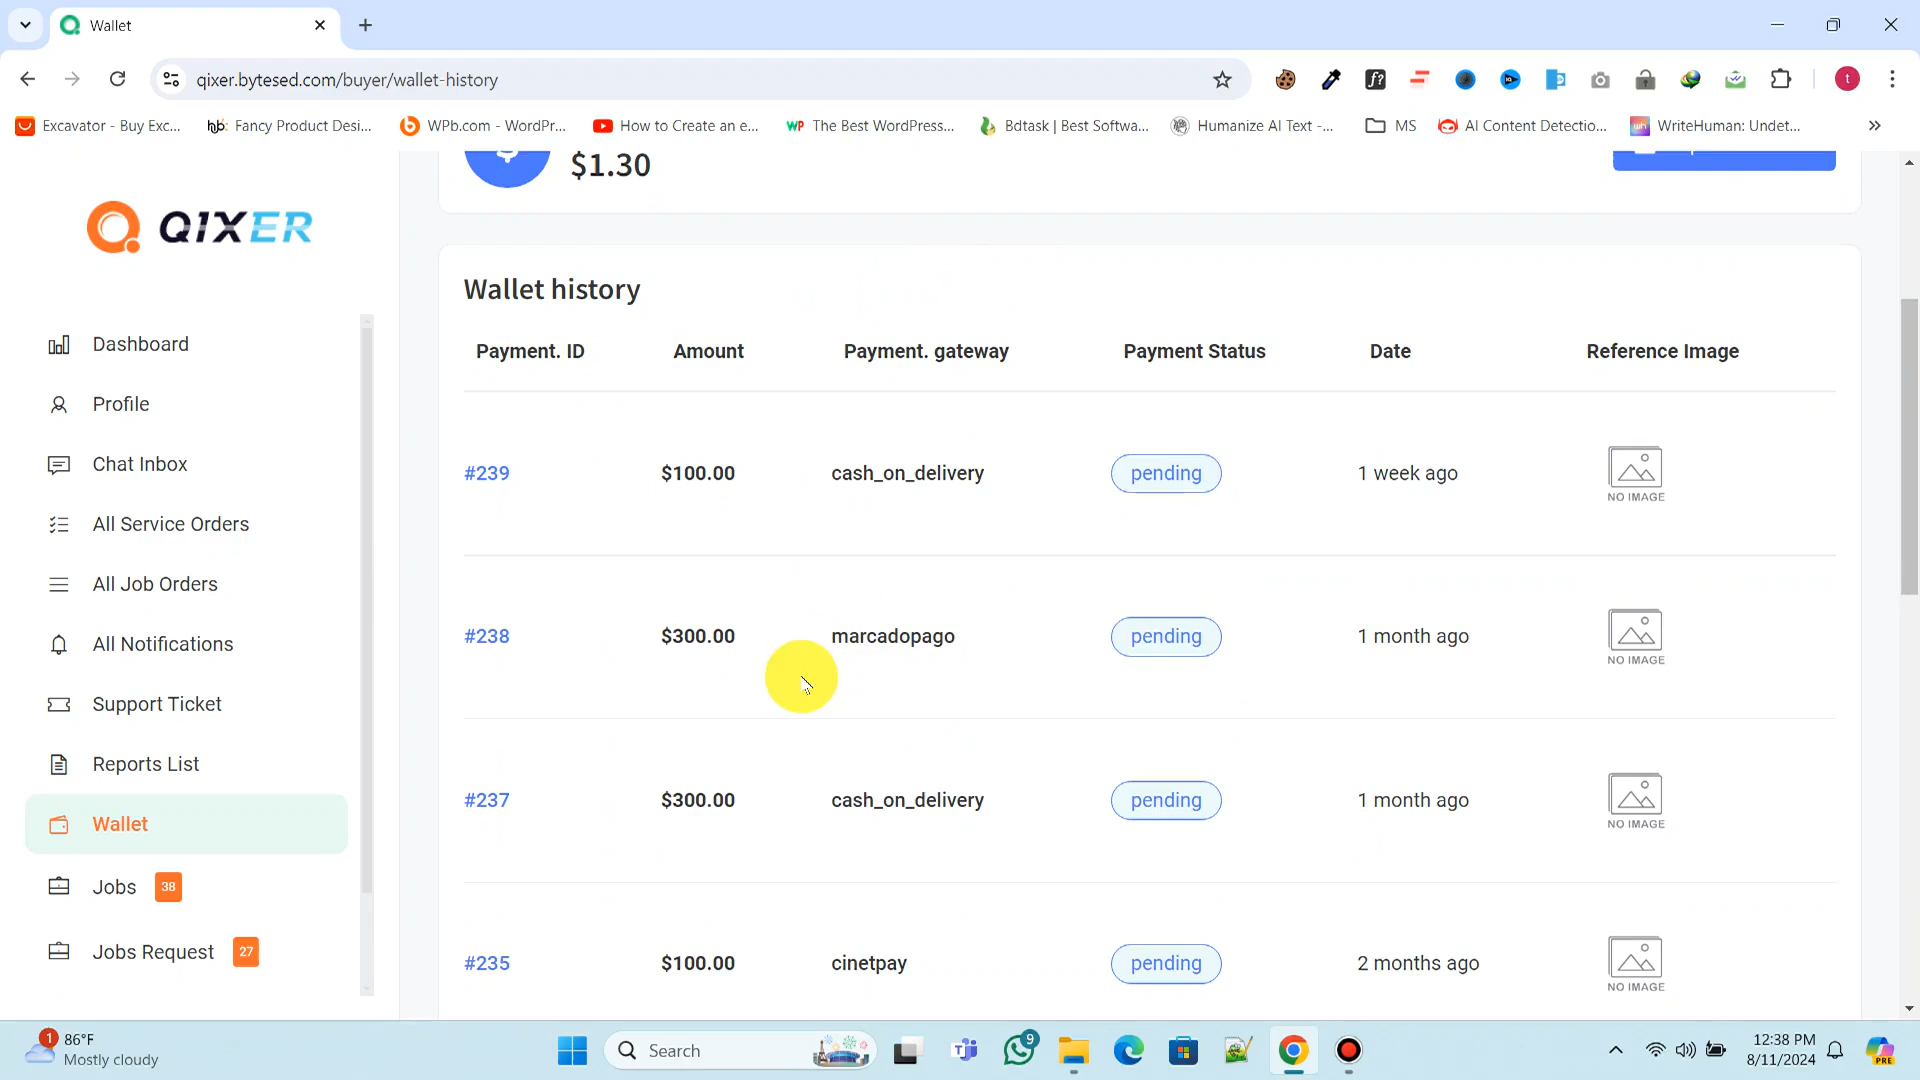 Wallet
qixer.bytesed.com/buyer/wallet-history
t
Excavator - Buy Exc...
Fancy Product Desi...
WPb.com - WordPr...
How to Create an e...
The Best WordPress...
Bdtask | Best Softwa...
Humanize AI Text -...
MS
AI Content Detectio...
WriteHuman: Undet...
$1.30
QIXER
Dashboard
Profile
Chat Inbox
All Service Orders
All Job Orders
All Notifications
Support Ticket
Reports List
Wallet
Jobs 38
Jobs Request 27
Wallet history
Payment. ID Amount Payment. gateway Payment Status Date Reference Image
#239 $100.00 cash_on_delivery pending 1 week ago NO IMAGE
#238 $300.00 marcadopago pending 1 month ago NO IMAGE
#237 $300.00 cash_on_delivery pending 1 month ago NO IMAGE
#235 $100.00 cinetpay pending 2 months ago NO IMAGE
1
86°F
Mostly cloudy
Search
9
12:38 PM
8/11/2024
PRE